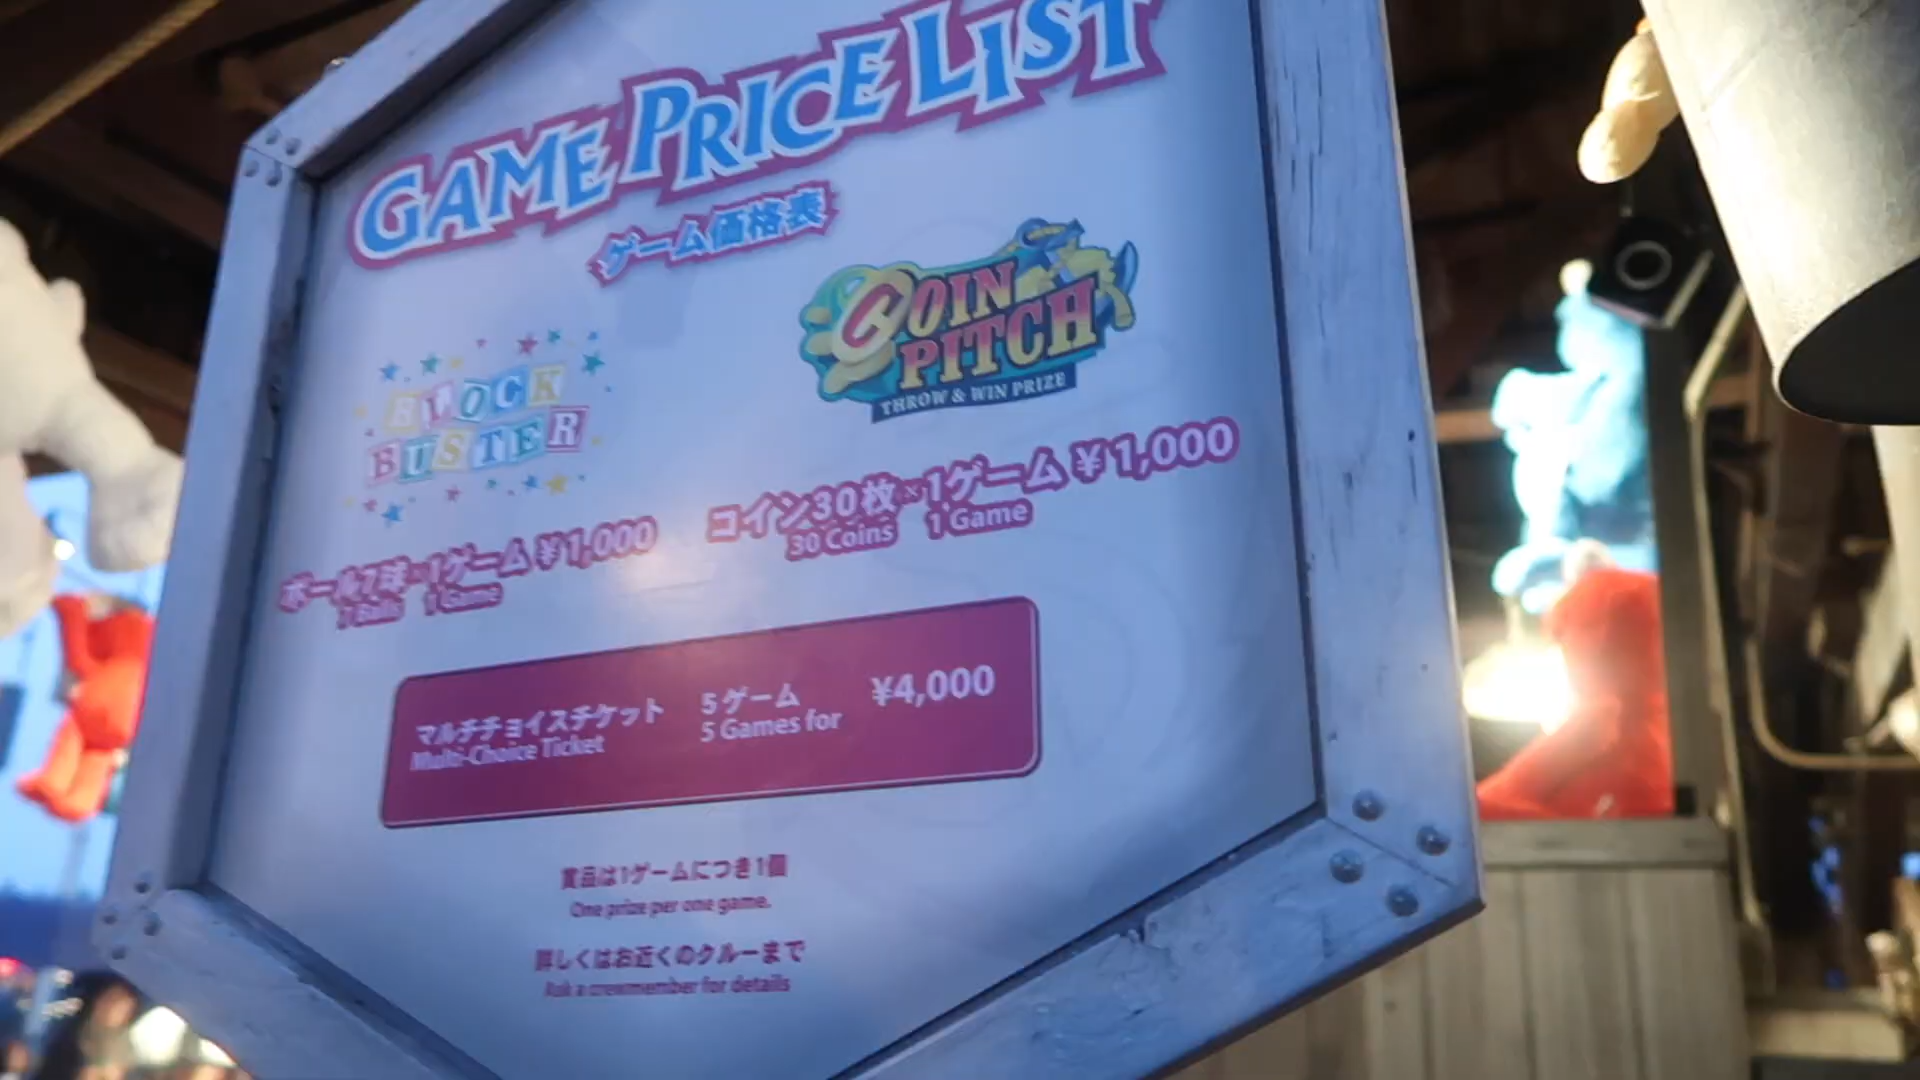 GAME PRICE LIST
ゲーム価格表
BLOCK
BUSTER
COIN
PITCH
THROW & WIN PRIZE
ボール7球×1ゲーム ¥1,000
7 Balls 1 Game
コイン30枚×1ゲーム ¥1,000
30 Coins 1 Game
マルチチョイスチケット 5ゲーム ¥4,000
Multi-Choice Ticket 5 Games for
賞品は1ゲームにつき1個
One prize per one game.
詳しくはお近くのクルーまで
Ask a crewmember for details